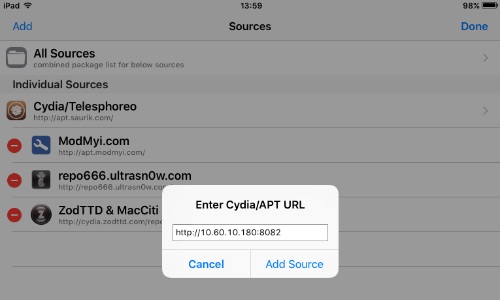 iPad 13:59 98%
Add Sources Done
All Sources
combined package list for below sources
Individual Sources
Cydia/Telesphoreo
http://apt.saurik.com/
ModMyi.com
http://apt.modmyi.com/
repo666.ultrasn0w.com
http://repo666.ultrasn0w.com
ZodTTD & MacCiti
http://cydia.zodttd.com/repo
Enter Cydia/APT URL
http://10.60.10.180:8082
Cancel Add Source